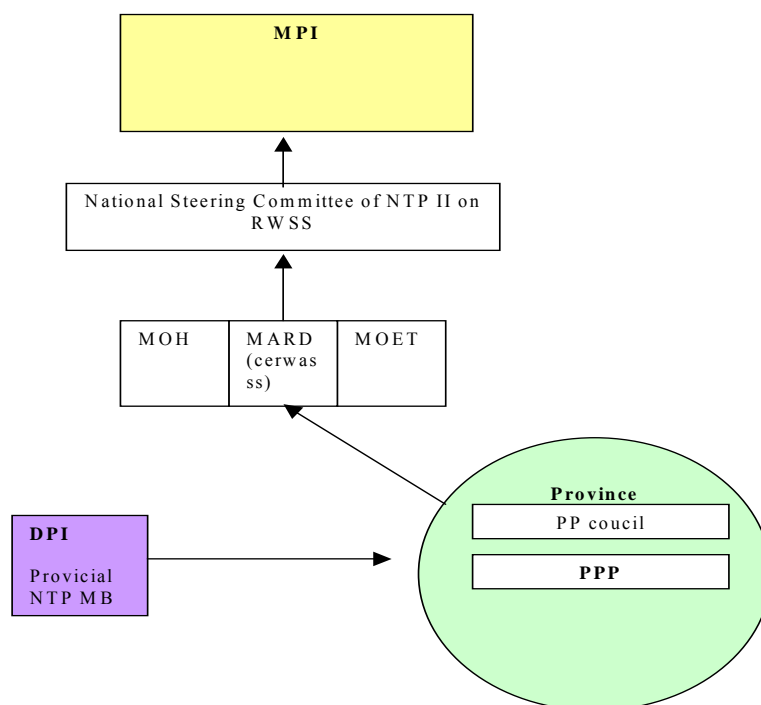 MPI
National Steering Committee of NTP II on
RWSS
MOH
MARD
(cerwas
ss)
MOET
Province
PP coucil
PPP
DPI
Provicial
NTP MB